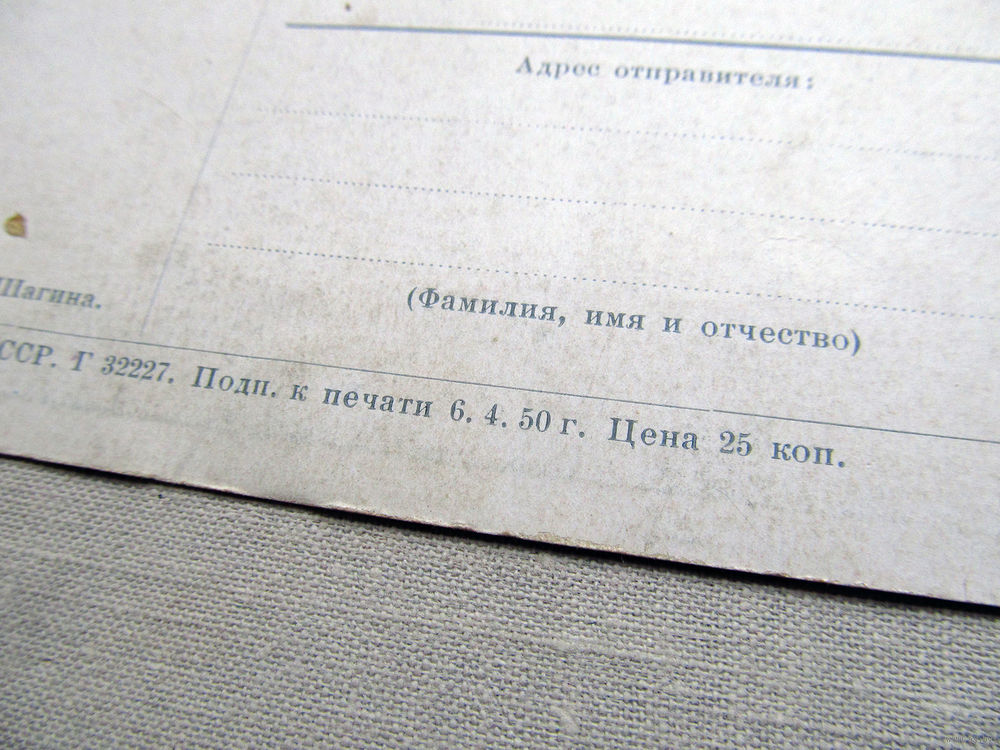 Адрес отправителя:
Шагина.
(Фамилия, имя и отчество)
ССР. Г 32227. Подп. к печати 6. 4. 50 г. Цена 25 коп.